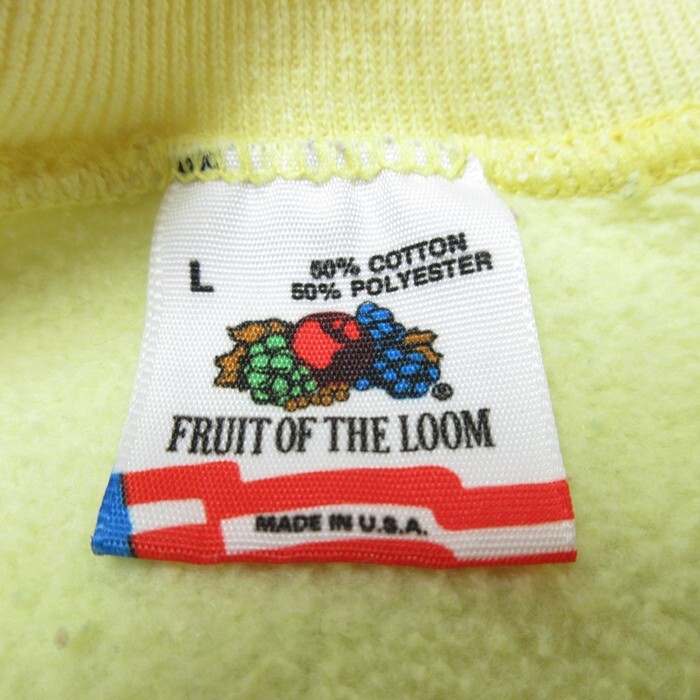 L
50% COTTON
50% POLYESTER
®
FRUIT OF THE LOOM
MADE IN U.S.A.